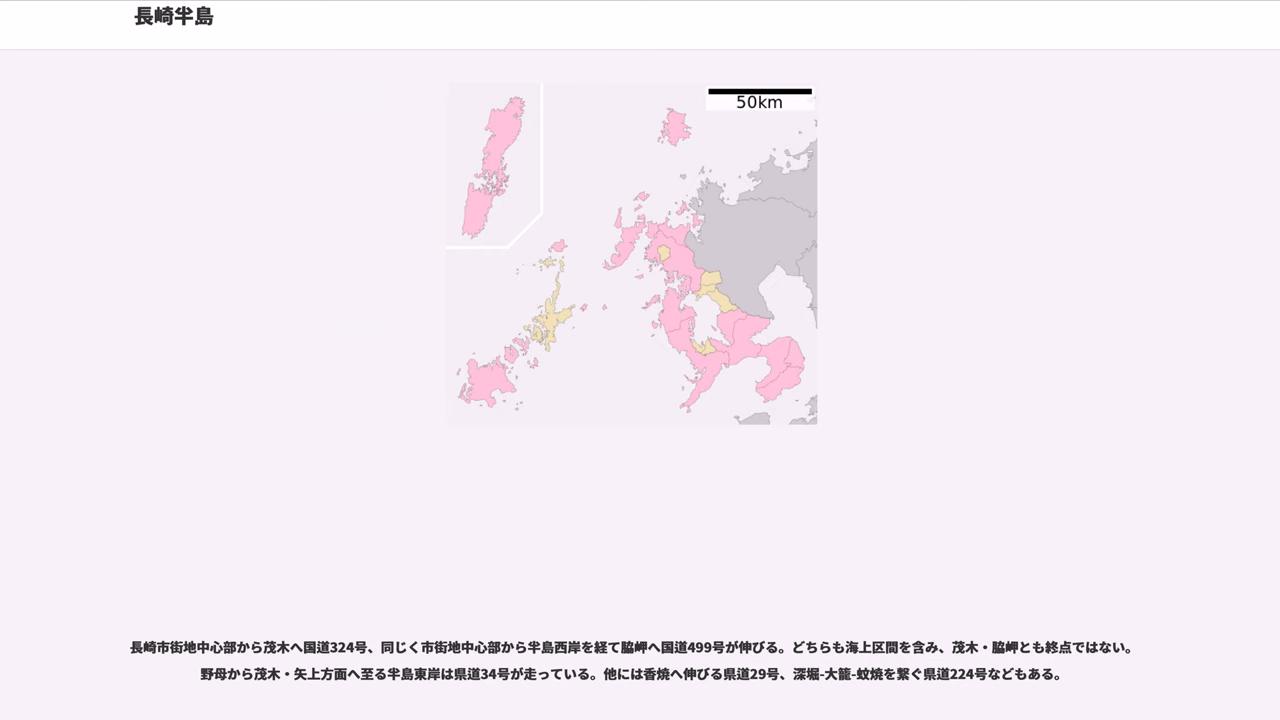 長崎半島
50km
長崎市街地中心部から茂木へ国道324号、同じく市街地中心部から半島西岸を経て脇岬へ国道499号が伸びる。どちらも海上区間を含み、茂木・脇岬とも終点ではない。
野母から茂木・矢上方面へ至る半島東岸は県道34号が走っている。他には香焼へ伸びる県道29号、深堀-大籠-蚊焼を繋ぐ県道224号などもある。